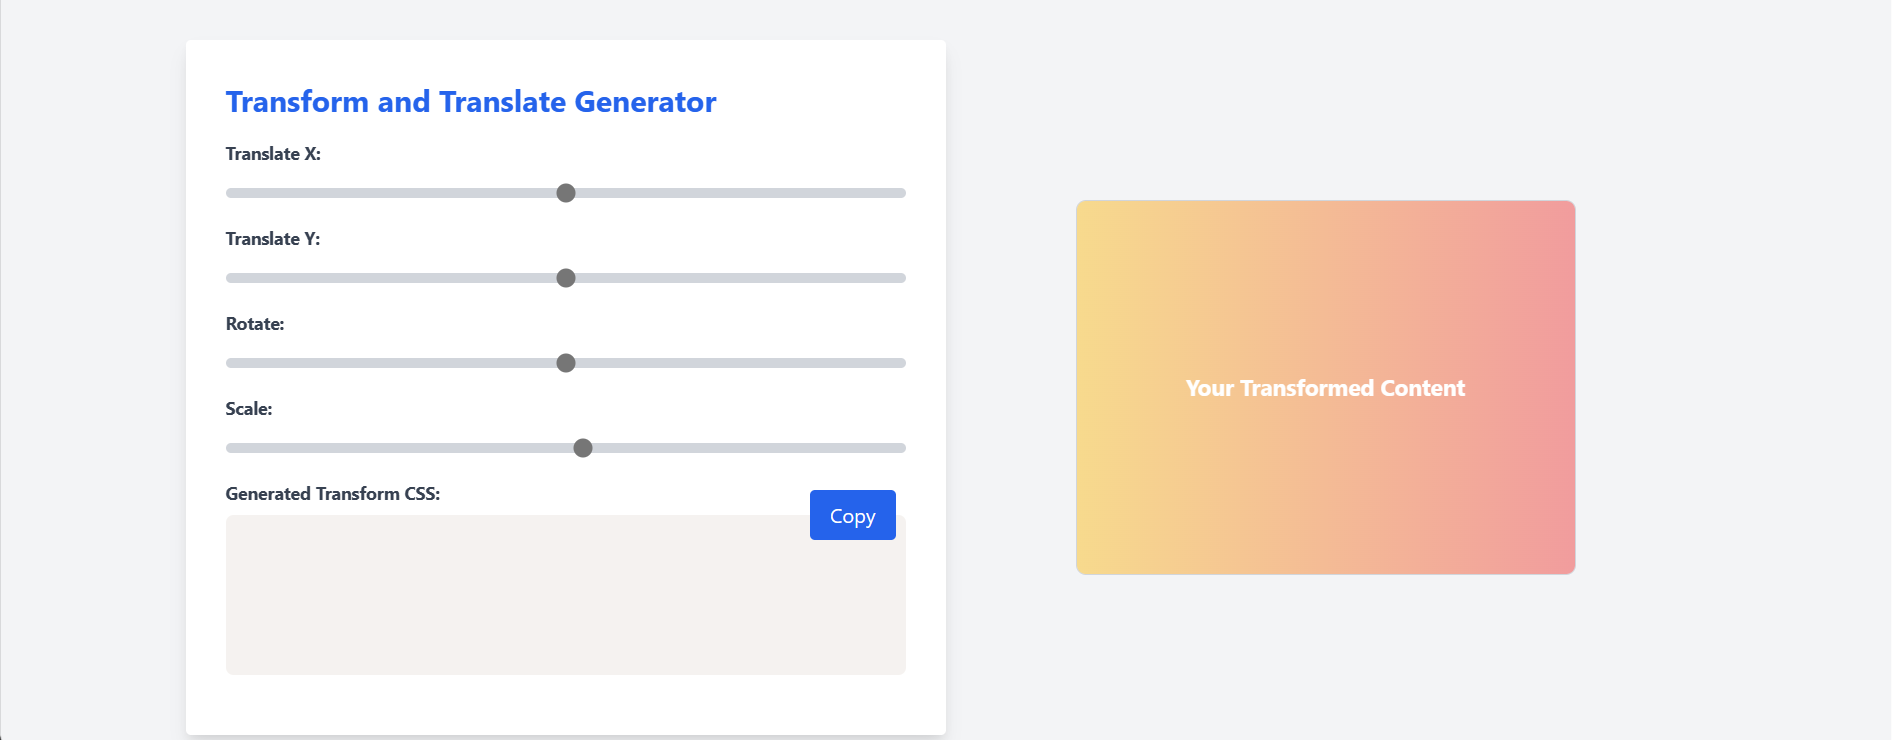 Transform and Translate Generator
Translate X:
Translate Y:
Rotate:
Scale:
Generated Transform CSS:
Copy
Your Transformed Content